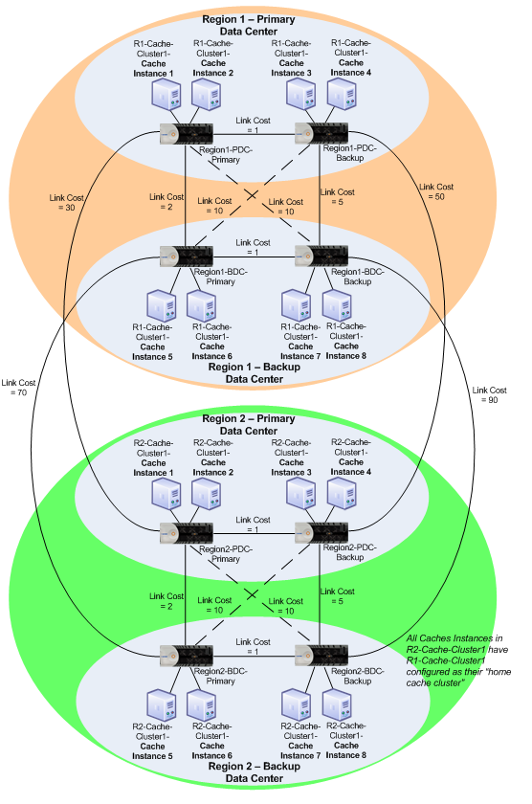 Region 1 – Primary
Data Center
R1-Cache-
Cluster1-
Cache
Instance 1
R1-Cache-
Cluster1-
Cache
Instance 2
R1-Cache-
Cluster1-
Cache
Instance 3
R1-Cache-
Cluster1-
Cache
Instance 4
Link Cost
= 1
Region1-PDC-
Primary
Region1-PDC-
Backup
Link Cost
= 30
Link Cost
= 2
Link Cost
= 10
Link Cost
= 10
Link Cost
= 5
Link Cost
= 50
Link Cost
= 1
Region1-BDC-
Primary
Region1-BDC-
Backup
R1-Cache-
Cluster1-
Cache
Instance 5
R1-Cache-
Cluster1-
Cache
Instance 6
R1-Cache-
Cluster1-
Cache
Instance 7
R1-Cache-
Cluster1-
Cache
Instance 8
Region 1 – Backup
Data Center
Link Cost
= 70
Link Cost
= 90
Region 2 – Primary
Data Center
R2-Cache-
Cluster1-
Cache
Instance 1
R2-Cache-
Cluster1-
Cache
Instance 2
R2-Cache-
Cluster1-
Cache
Instance 3
R2-Cache-
Cluster1-
Cache
Instance 4
Link Cost
= 1
Region2-PDC-
Primary
Region2-PDC-
Backup
Link Cost
= 2
Link Cost
= 10
Link Cost
= 10
Link Cost
= 5
All Caches Instances in
R2-Cache-Cluster1 have
R1-Cache-Cluster1
configured as their "home
cache cluster"
Link Cost
= 1
Region2-BDC-
Primary
Region2-BDC-
Backup
R2-Cache-
Cluster1-
Cache
Instance 5
R2-Cache-
Cluster1-
Cache
Instance 6
R2-Cache-
Cluster1-
Cache
Instance 7
R2-Cache-
Cluster1-
Cache
Instance 8
Region 2 – Backup
Data Center